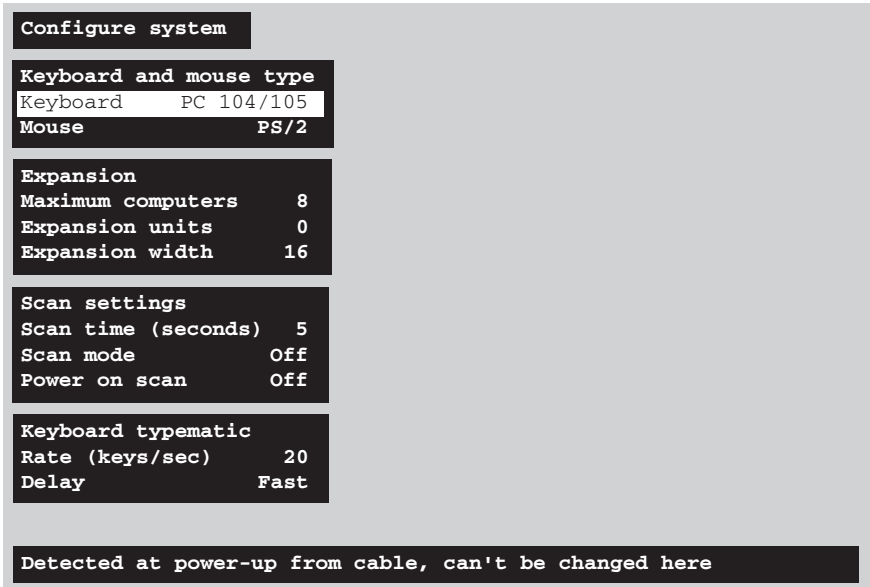 Configure system
Keyboard and mouse type
Keyboard PC 104/105
Mouse PS/2
Expansion
Maximum computers 8
Expansion units 0
Expansion width 16
Scan settings
Scan time (seconds) 5
Scan mode Off
Power on scan Off
Keyboard typematic
Rate (keys/sec) 20
Delay Fast
Detected at power-up from cable, can't be changed here